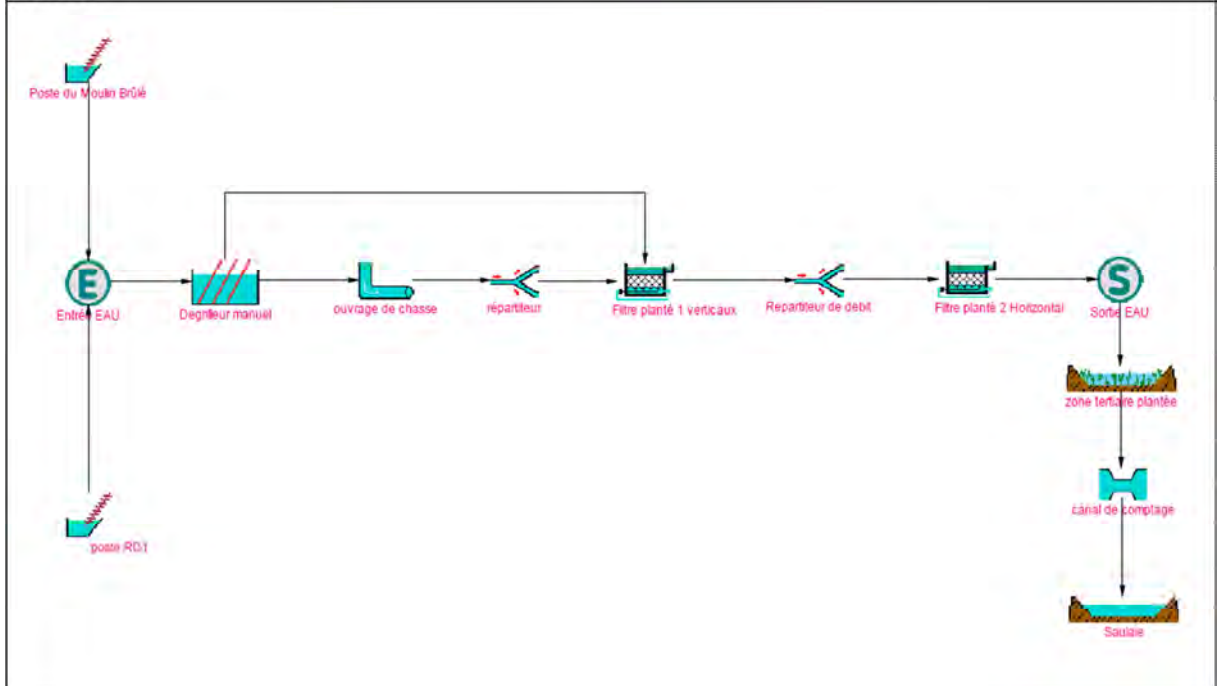 Poste du Moulin Brûlé
E
Entrée EAU
Degrilleur manuel
ouvrage de chasse
répartiteur
Filtre planté 1 verticaux
Repartiteur de debit
Filtre planté 2 Horizontal
S
Sortie EAU
zone tertiaire plantée
canal de comptage
Saulaie
poste RD1